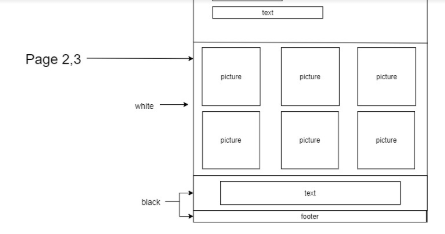 text
Page 2,3
picture picture picture
white
picture picture picture
text
black
footer